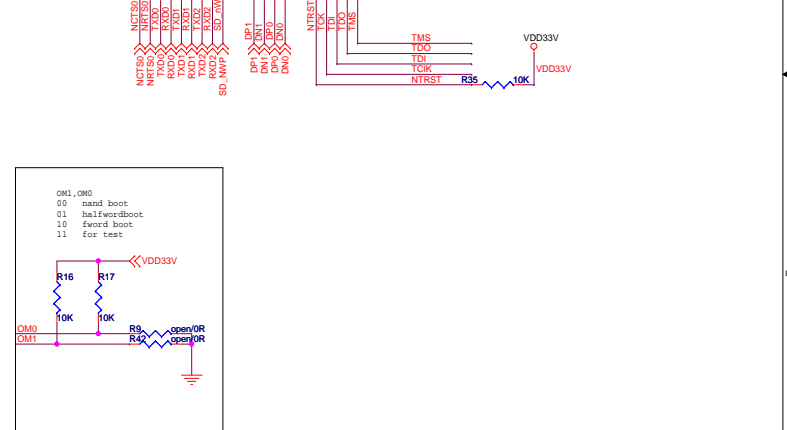 NCTS0
NRTS0
TXD0
RXD0
TXD1
RXD1
TXD2
RXD2
SD_nW
DP1
DN1
DP0
DN0
NTRST
TCK
TDI
TDO
TMS
NCTS0
NRTS0
TXD0
RXD0
TXD1
RXD1
TXD2
RXD2
SD_NWP
DP1
DN1
DP0
DN0
TMS
TDO
TDI
TCIK
NTRST
R35
10K
VDD33V
VDD33V
OM1,OM0
00 nand boot
01 halfwordboot
10 fword boot
11 for test
VDD33V
R16
R17
10K
10K
OM0
R9
open/0R
OM1
R42
open/0R